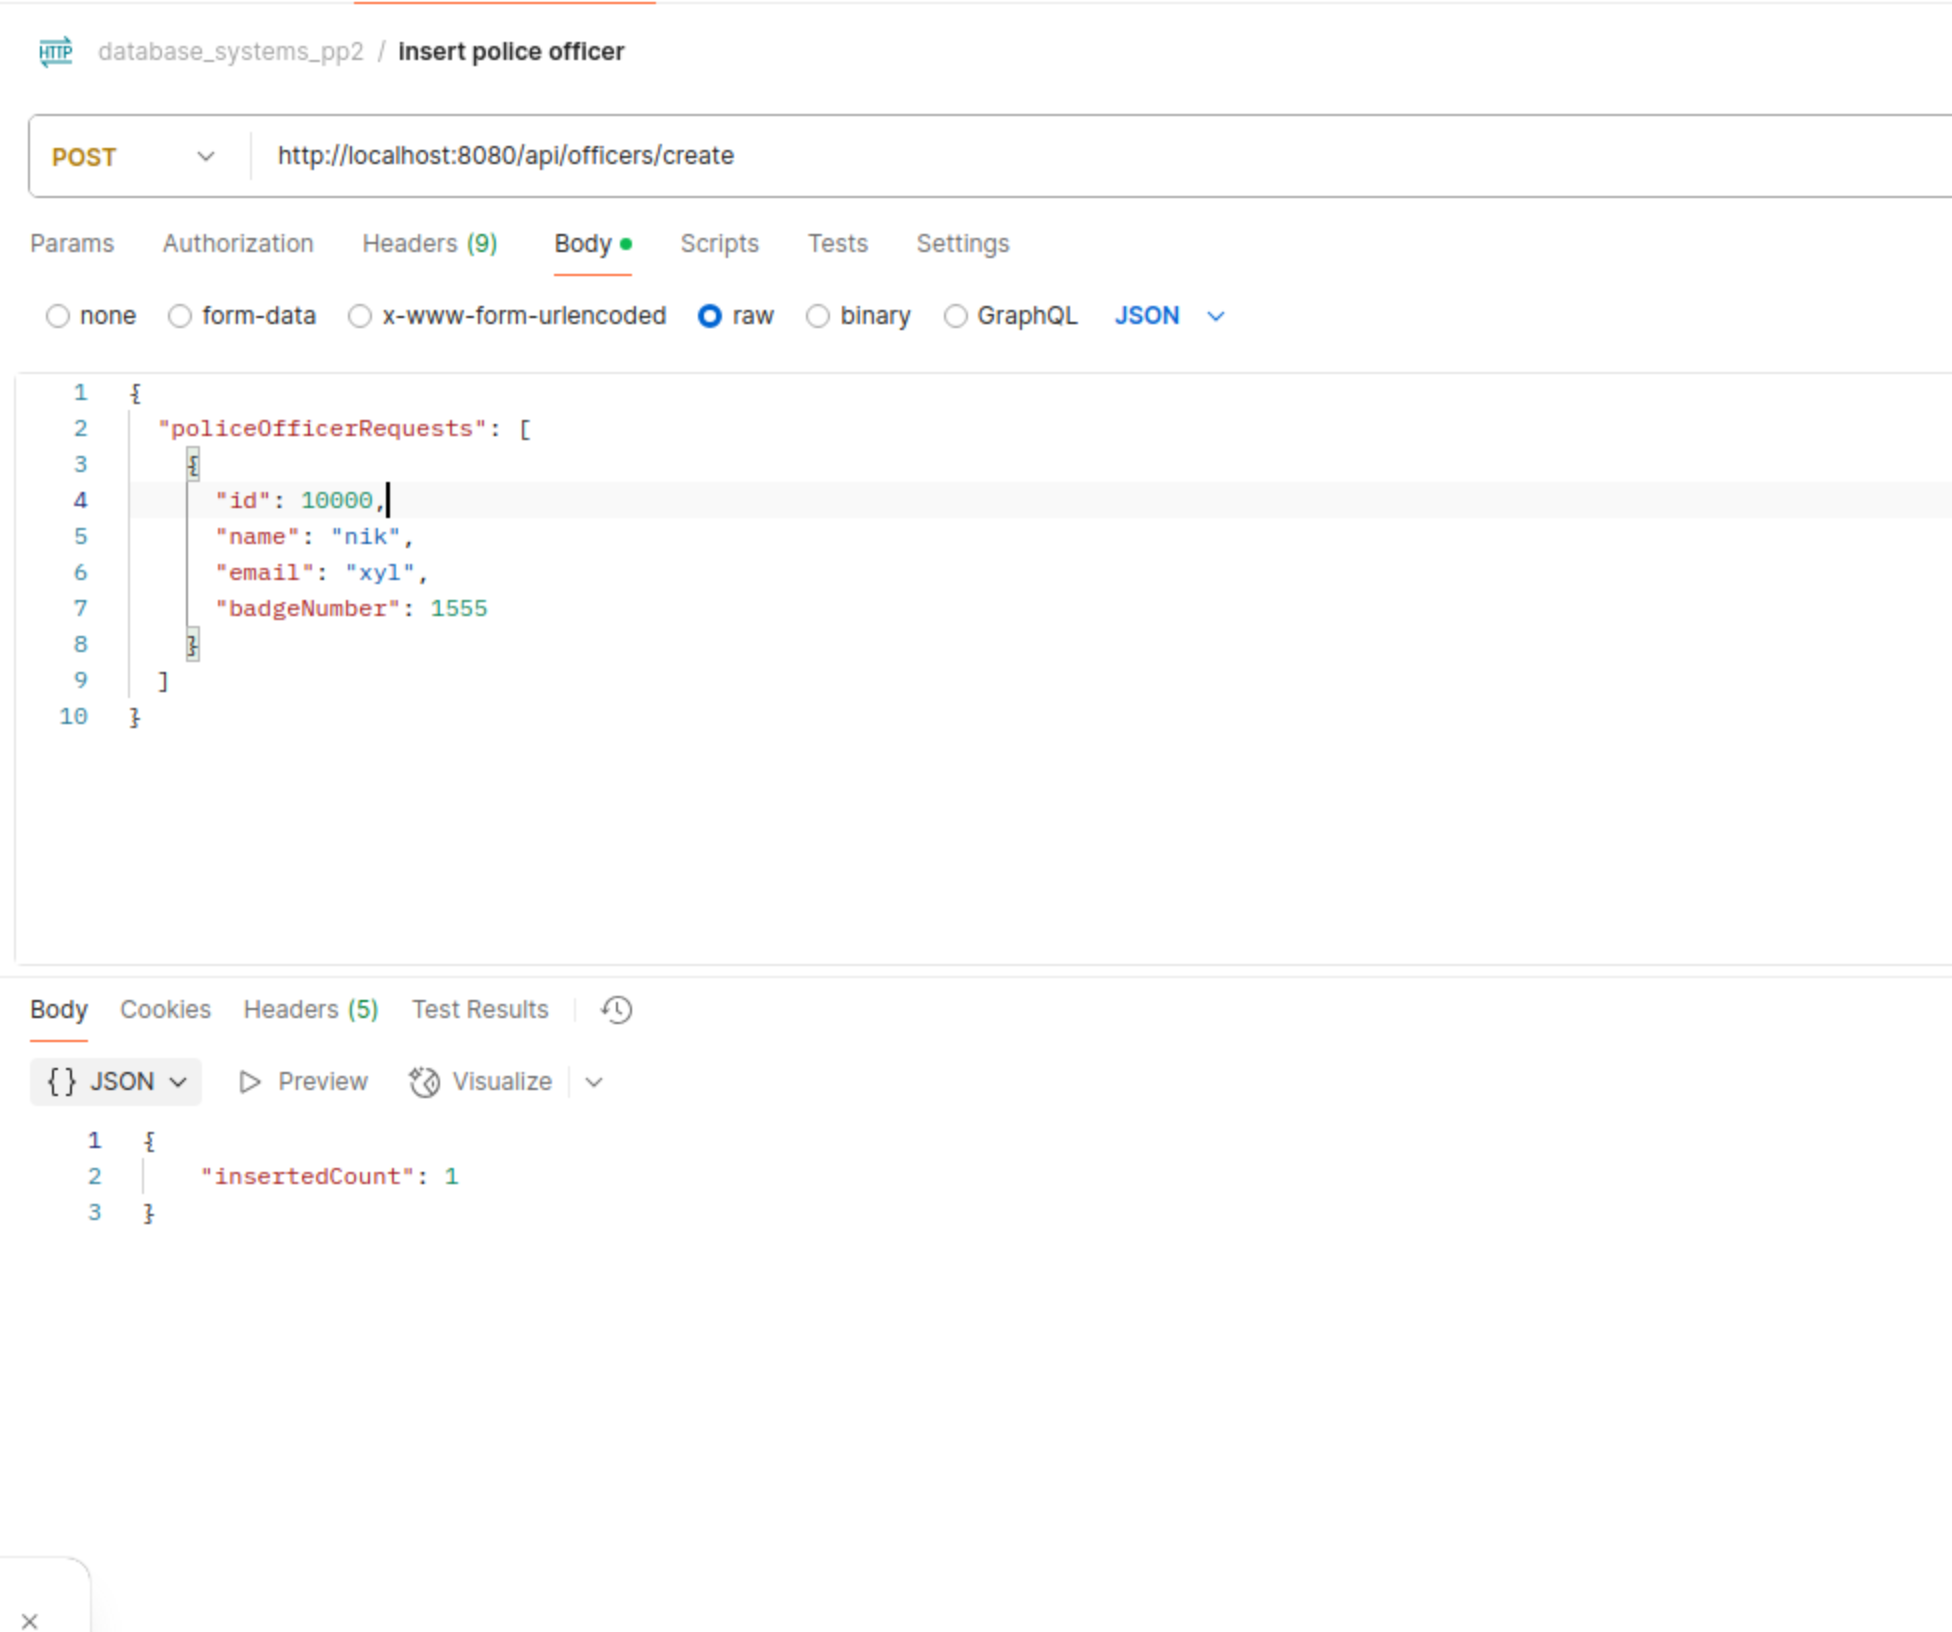 HTTP database_systems_pp2 / insert police officer
POST http://localhost:8080/api/officers/create
Params Authorization Headers (9) Body Scripts Tests Settings
none form-data x-www-form-urlencoded raw binary GraphQL JSON
1 {
2 "policeOfficerRequests": [
3 {
4 "id": 10000,
5 "name": "nik",
6 "email": "xyl",
7 "badgeNumber": 1555
8 }
9 ]
10 }
Body Cookies Headers (5) Test Results
{} JSON Preview Visualize
1 {
2 "insertedCount": 1
3 }